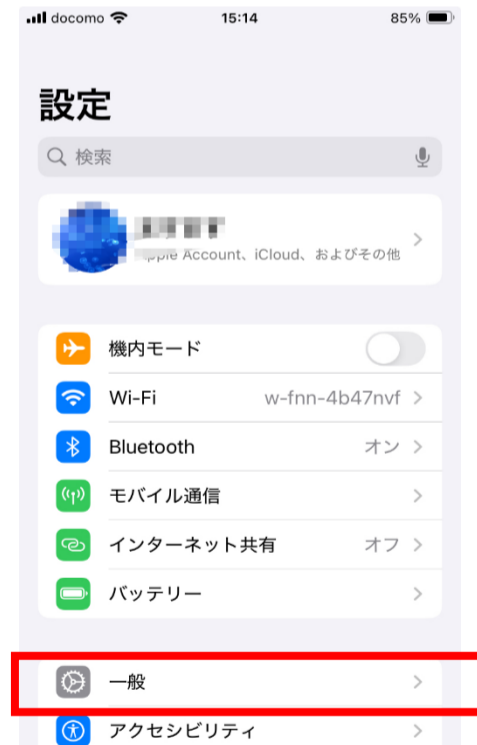 docomo 15:14 85%
設定
検索
Account、iCloud、およびその他
機内モード
Wi-Fi w-fnn-4b47nvf
Bluetooth オン
モバイル通信
インターネット共有 オフ
バッテリー
一般
アクセシビリティ